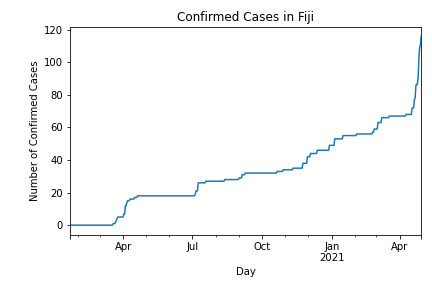 Confirmed Cases in Fiji
120
100
80
60
40
20
0
Number of Confirmed Cases
Apr
Jul
Oct
Jan
2021
Apr
Day